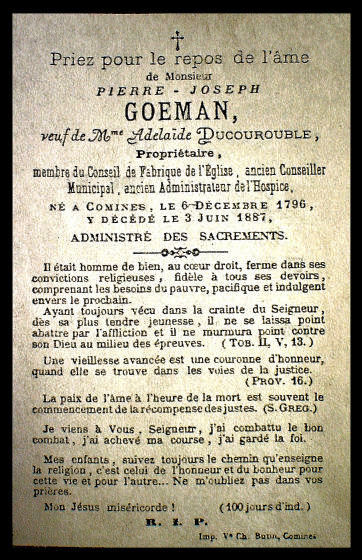 Priez pour le repos de l'âme
de Monsieur
PIERRE - JOSEPH
GOEMAN,
veuf de Mme Adelaïde DUCOUROUBLE,
Propriétaire,
membre du Conseil de Fabrique de l'Église, ancien Conseiller
Municipal, ancien Administrateur de l'Hospice,
NÉ A COMINES, LE 6 DÉCEMBRE 1796,
Y DÉCÉDÉ LE 3 JUIN 1887,
ADMINISTRÉ DES SACREMENTS.
Il était homme de bien, au cœur droit, ferme dans ses
convictions religieuses, fidèle à tous ses devoirs,
comprenant les besoins du pauvre, pacifique et indulgent
envers le prochain.
Ayant toujours vécu dans la crainte du Seigneur,
dès sa plus tendre jeunesse, il ne se laissa point
abattre par l'affliction et il ne murmura point contre
son Dieu au milieu des épreuves. (TOB. II, V, 13.)
Une vieillesse avancée est une couronne d'honneur,
quand elle se trouve dans les voies de la justice.
(PROV. 16.)
La paix de l'âme à l'heure de la mort est souvent le
commencement de la récompense des justes. (S. GREG.)
Je viens à Vous, Seigneur, j'ai combattu le bon
combat, j'ai achevé ma course, j'ai gardé la foi.
Mes enfants, suivez toujours le chemin qu'enseigne
la religion, c'est celui de l'honneur et du bonheur pour
cette vie et pour l'autre... Ne m'oubliez pas dans vos
prières.
Mon Jésus miséricorde ! (100 jours d'ind.)
R. I. P.
Imp. Ve Ch. Butin, Comines